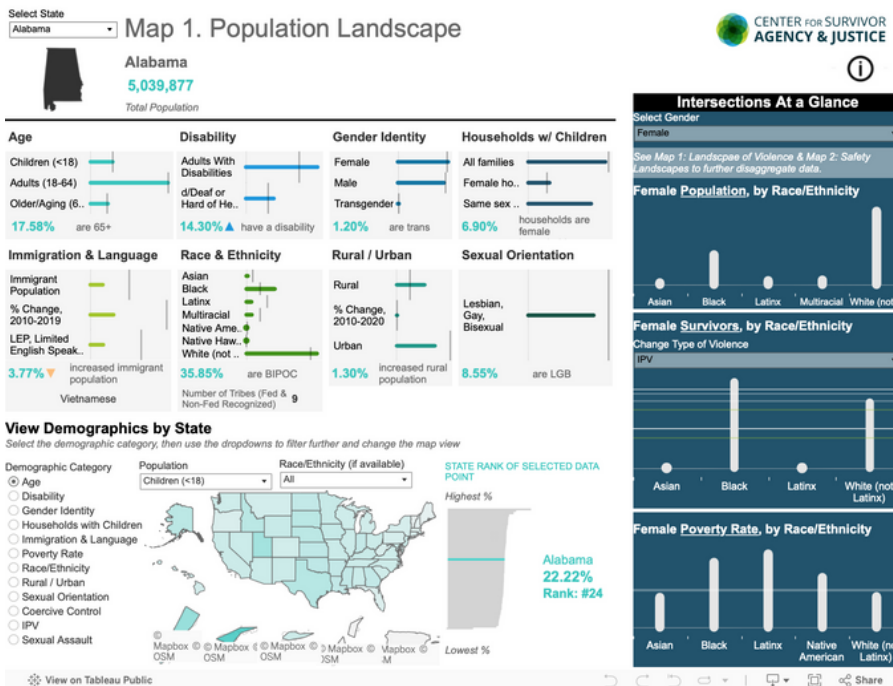 Select State
Alabama
Map 1. Population Landscape
CENTER FOR SURVIVOR
AGENCY & JUSTICE
Alabama
5,039,877
Total Population
Age
Children (<18)
Adults (18-64)
Older/Aging (6..
17.58% are 65+
Disability
Adults With
Disabilities
d/Deaf or
Hard of He..
14.30% ▲ have a disability
Gender Identity
Female
Male
Transgender
1.20% are trans
Households w/ Children
All families
Female ho..
Same sex ..
6.90% households are
female
Immigration & Language
Immigrant
Population
% Change,
2010-2019
LEP, Limited
English Speak..
3.77% ▼ increased immigrant
population
Vietnamese
Race & Ethnicity
Asian
Black
Latinx
Multiracial
Native Ame..
Native Haw..
White (not ..
35.85% are BIPOC
Number of Tribes (Fed &
Non-Fed Recognized) 9
Rural / Urban
Rural
% Change,
2010-2020
Urban
1.30% increased rural
population
Sexual Orientation
Lesbian,
Gay,
Bisexual
8.55% are LGB
View Demographics by State
Select the demographic category, then use the dropdowns to filter further and change the map view
Demographic Category
Age
Disability
Gender Identity
Households with Children
Immigration & Language
Poverty Rate
Race/Ethnicity
Rural / Urban
Sexual Orientation
Coercive Control
IPV
Sexual Assault
Population
Children (<18)
Race/Ethnicity (if available)
All
© Mapbox © OSM
© Mapbox © OSM
© Mapbox © OSM
© Mapbox © OSM
© Mapbox © OSM
STATE RANK OF SELECTED DATA
POINT
Highest %
Alabama
22.22%
Rank: #24
Lowest %
Intersections At a Glance
Select Gender
Female
See Map 1: Landscpae of Violence & Map 2: Safety
Landscapes to further disaggregate data.
Female Population, by Race/Ethnicity
Asian Black Latinx Multiracial White (not
Female Survivors, by Race/Ethnicity
Change Type of Violence
IPV
Asian Black Latinx White (not
Latinx)
Female Poverty Rate, by Race/Ethnicity
Asian Black Latinx Native
American White (no
Latinx)
View on Tableau Public
Share